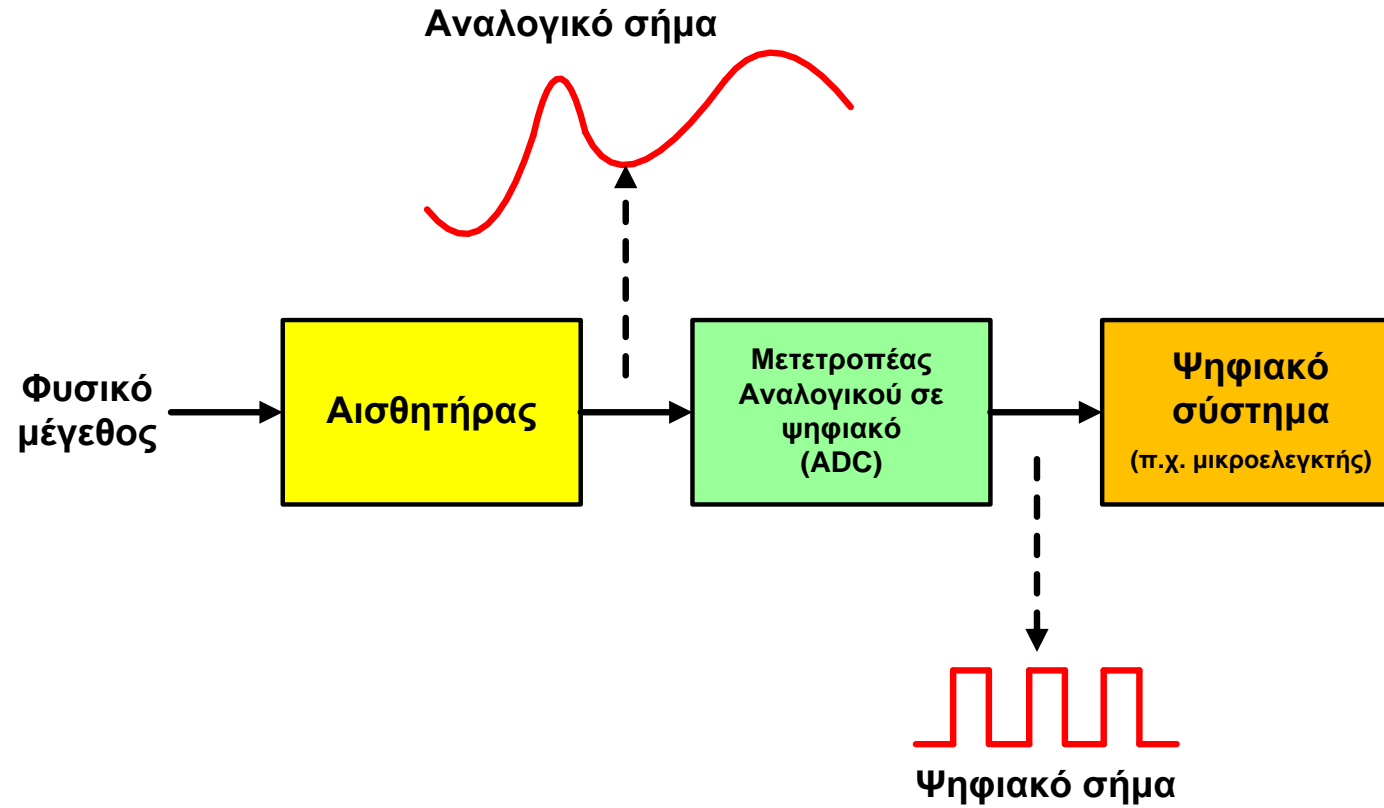 Αναλογικό σήμα
Φυσικό
μέγεθος
Αισθητήρας
Μετετροπέας
Αναλογικού σε
ψηφιακό
(ADC)
Ψηφιακό
σύστημα
(π.χ. μικροελεγκτής)
Ψηφιακό σήμα